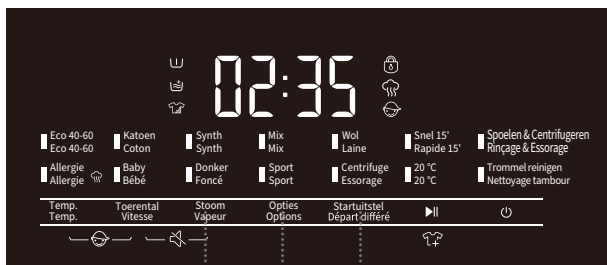 02:35
Eco 40-60 Katoen Synth Mix Wol Snel 15' Spoelen & Centrifugeren
Eco 40-60 Coton Synth Mix Laine Rapide 15' Rinçage & Essorage
Allergie Baby Donker Sport Centrifuge 20 °C Trommel reinigen
Allergie Bébé Foncé Sport Essorage 20 °C Nettoyage tambour
Temp. Toerental Stoom Opties Startuitstel
Temp. Vitesse Vapeur Options Départ différé